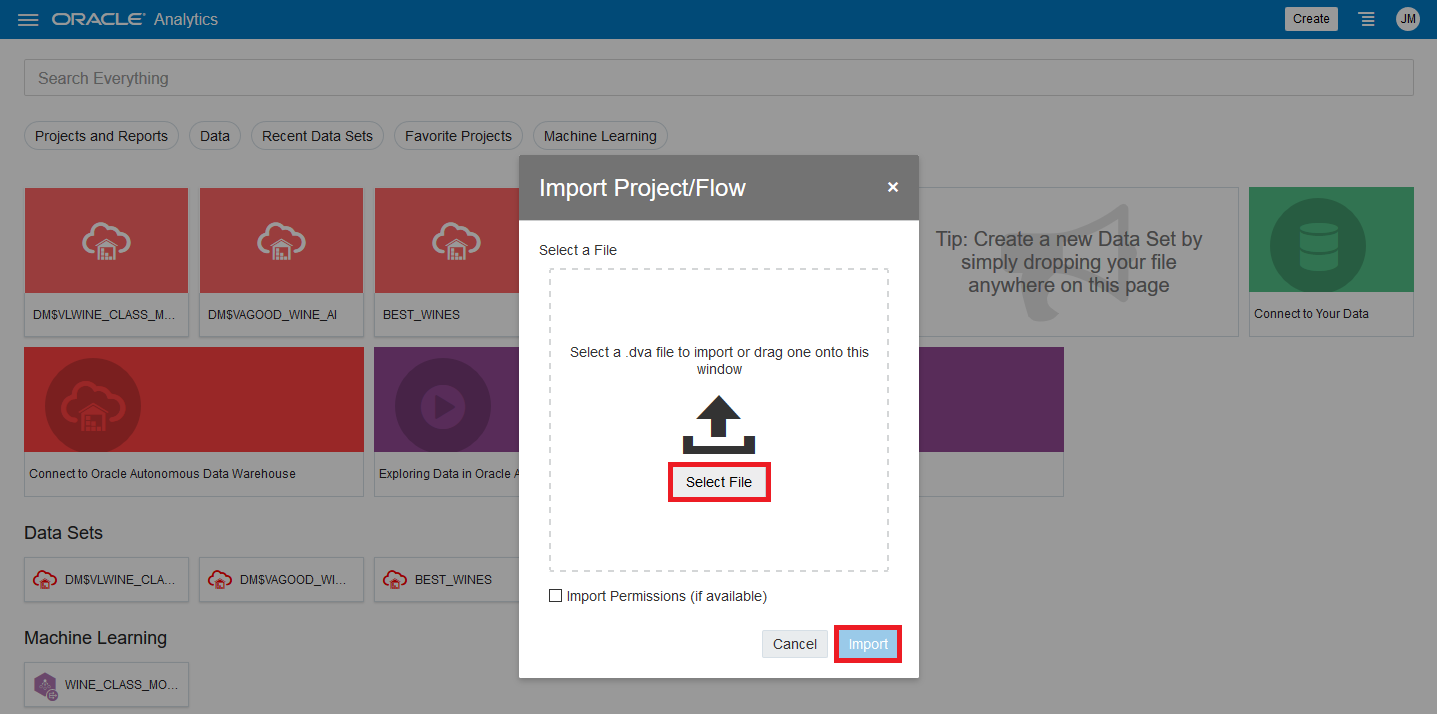 ORACLE Analytics
Create
JM
Search Everything
Projects and Reports
Data
Recent Data Sets
Favorite Projects
Machine Learning
Import Project/Flow
×
Select a File
Select a .dva file to import or drag one onto this
window
Select File
Import Permissions (if available)
Cancel
Import
DM$VLWINE_CLASS_M...
DM$VAGOOD_WINE_AI
BEST_WINES
Tip: Create a new Data Set by
simply dropping your file
anywhere on this page
Connect to Your Data
Connect to Oracle Autonomous Data Warehouse
Exploring Data in Oracle A
Data Sets
DM$VLWINE_CLA...
DM$VAGOOD_WI...
BEST_WINES
Machine Learning
WINE_CLASS_MO...